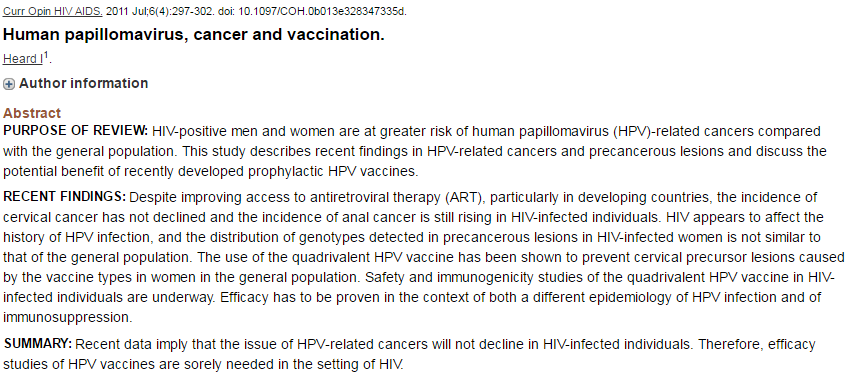 Curr Opin HIV AIDS. 2011 Jul;6(4):297-302. doi: 10.1097/COH.0b013e328347335d.
Human papillomavirus, cancer and vaccination.
Heard I1.
Author information
Abstract
PURPOSE OF REVIEW: HIV-positive men and women are at greater risk of human papillomavirus (HPV)-related cancers compared
with the general population. This study describes recent findings in HPV-related cancers and precancerous lesions and discuss the
potential benefit of recently developed prophylactic HPV vaccines.
RECENT FINDINGS: Despite improving access to antiretroviral therapy (ART), particularly in developing countries, the incidence of
cervical cancer has not declined and the incidence of anal cancer is still rising in HIV-infected individuals. HIV appears to affect the
history of HPV infection, and the distribution of genotypes detected in precancerous lesions in HIV-infected women is not similar to
that of the general population. The use of the quadrivalent HPV vaccine has been shown to prevent cervical precursor lesions caused
by the vaccine types in women in the general population. Safety and immunogenicity studies of the quadrivalent HPV vaccine in HIV-
infected individuals are underway. Efficacy has to be proven in the context of both a different epidemiology of HPV infection and of
immunosuppression.
SUMMARY: Recent data imply that the issue of HPV-related cancers will not decline in HIV-infected individuals. Therefore, efficacy
studies of HPV vaccines are sorely needed in the setting of HIV.